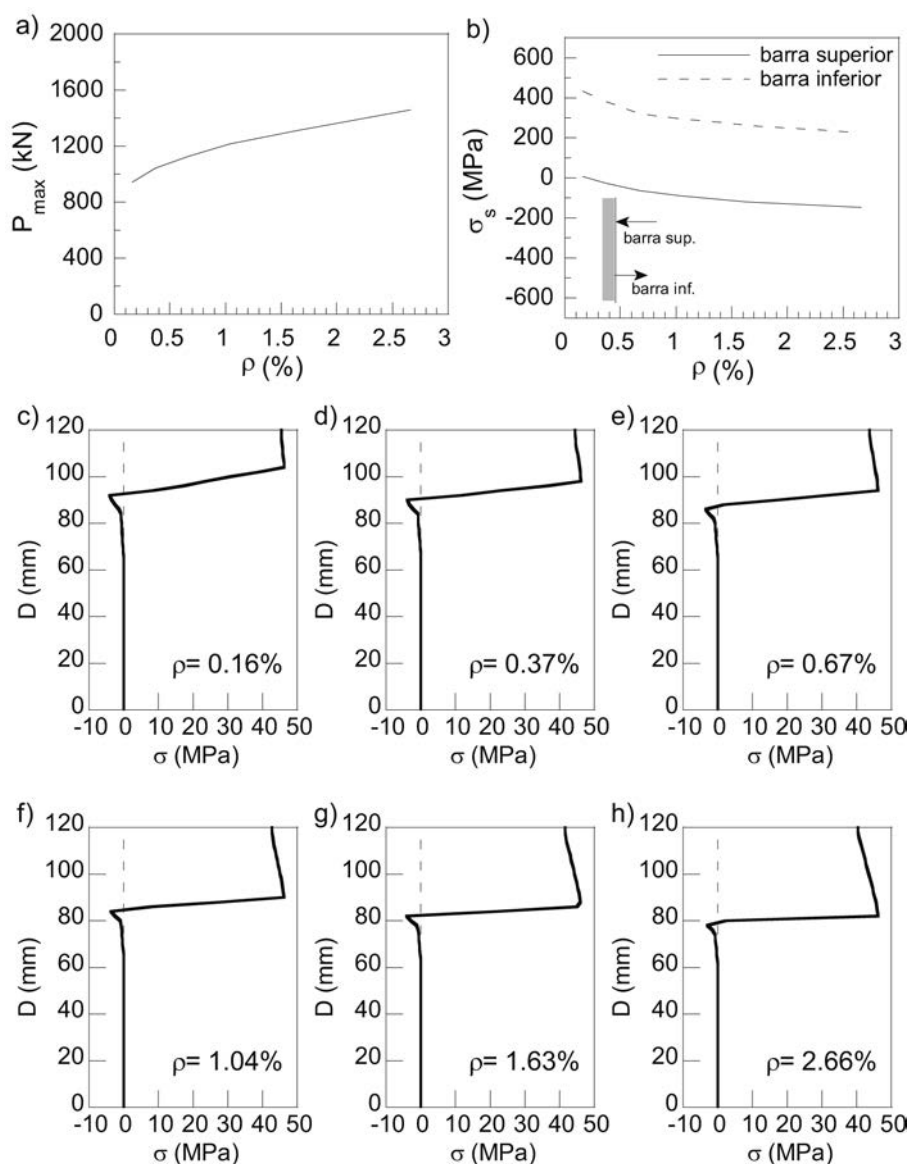 a)
2000
1600
1200
800
400
0
P max (kN)
0 0.5 1 1.5 2 2.5 3
ρ (%)
b)
600
400
200
0
-200
-400
-600
σs (MPa)
barra superior
barra inferior
barra sup.
barra inf.
0 0.5 1 1.5 2 2.5 3
ρ (%)
c)
120
100
80
60
40
20
0
D (mm)
ρ= 0.16%
-10 0 10 20 30 40 50
σ (MPa)
d)
120
100
80
60
40
20
0
D (mm)
ρ= 0.37%
-10 0 10 20 30 40 50
σ (MPa)
e)
120
100
80
60
40
20
0
D (mm)
ρ= 0.67%
-10 0 10 20 30 40 50
σ (MPa)
f)
120
100
80
60
40
20
0
D (mm)
ρ= 1.04%
-10 0 10 20 30 40 50
σ (MPa)
g)
120
100
80
60
40
20
0
D (mm)
ρ= 1.63%
-10 0 10 20 30 40 50
σ (MPa)
h)
120
100
80
60
40
20
0
D (mm)
ρ= 2.66%
-10 0 10 20 30 40 50
σ (MPa)